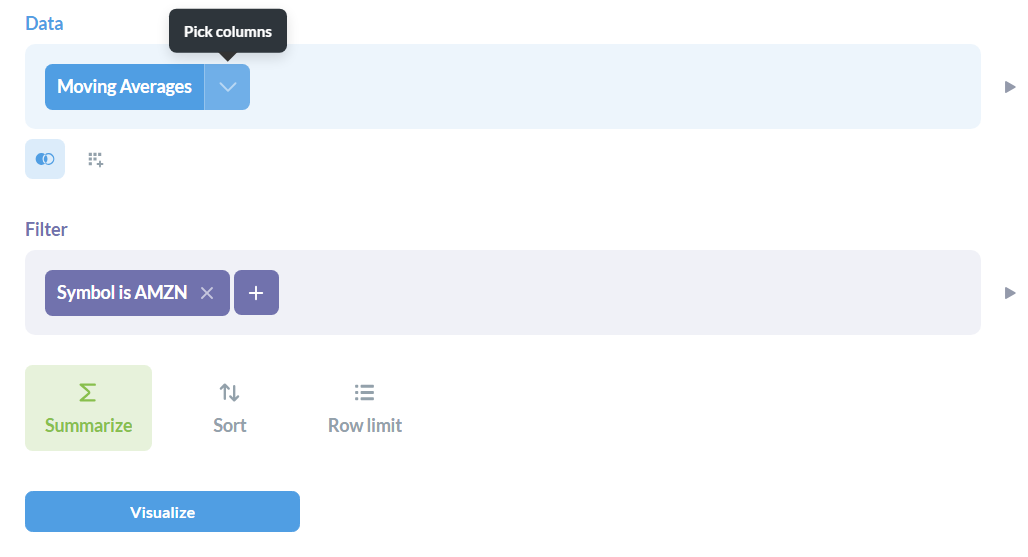 Data
Pick columns
Moving Averages
Filter
Symbol is AMZN
Summarize
Sort
Row limit
Visualize